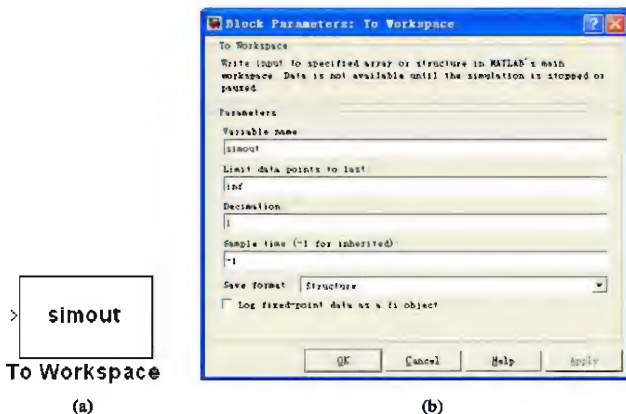 simout
To Workspace
(a)
Block Parameters: To Workspace
To Workspace
Write input to specified array or structure in MATLAB's main
workspace. Data is not available until the simulation is stopped or
paused
Parameters
Variable name
simout
Limit data points to last
inf
Decimation
1
Sample time (-1 for inherited)
-1
Save format Structure
Log fixed-point data as a fi object
OK Cancel Help Apply
(b)